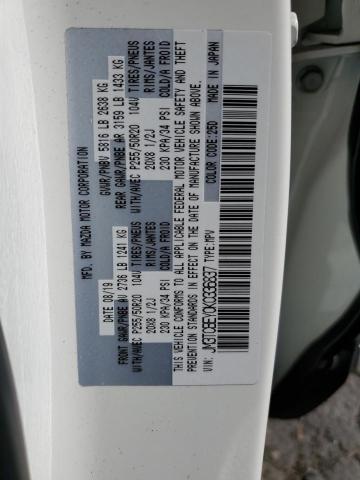 MFD. BY MAZDA MOTOR CORPORATION
DATE 08/19 GVWR/PNBV 5816 LB 2638 KG
FRONT GAWR/PNBE AV 2736 LB 1241 KG REAR GAWR/PNBE AR 3159 LB 1433 KG
WITH/AVEC P255/50R20 104V TIRES/PNEUS WITH/AVEC P255/50R20 104V TIRES/PNEUS
20X8 1/2J RIMS/JANTES 20X8 1/2J RIMS/JANTES
230 KPA/34 PSI COLD/A FROID 230 KPA/34 PSI COLD/A FROID
THIS VEHICLE CONFORMS TO ALL APPLICABLE FEDERAL MOTOR VEHICLE SAFETY AND THEFT
PREVENTION STANDARDS IN EFFECT ON THE DATE OF MANUFACTURE SHOWN ABOVE.
TYPE:MPV COLOR CODE:25D MADE IN JAPAN